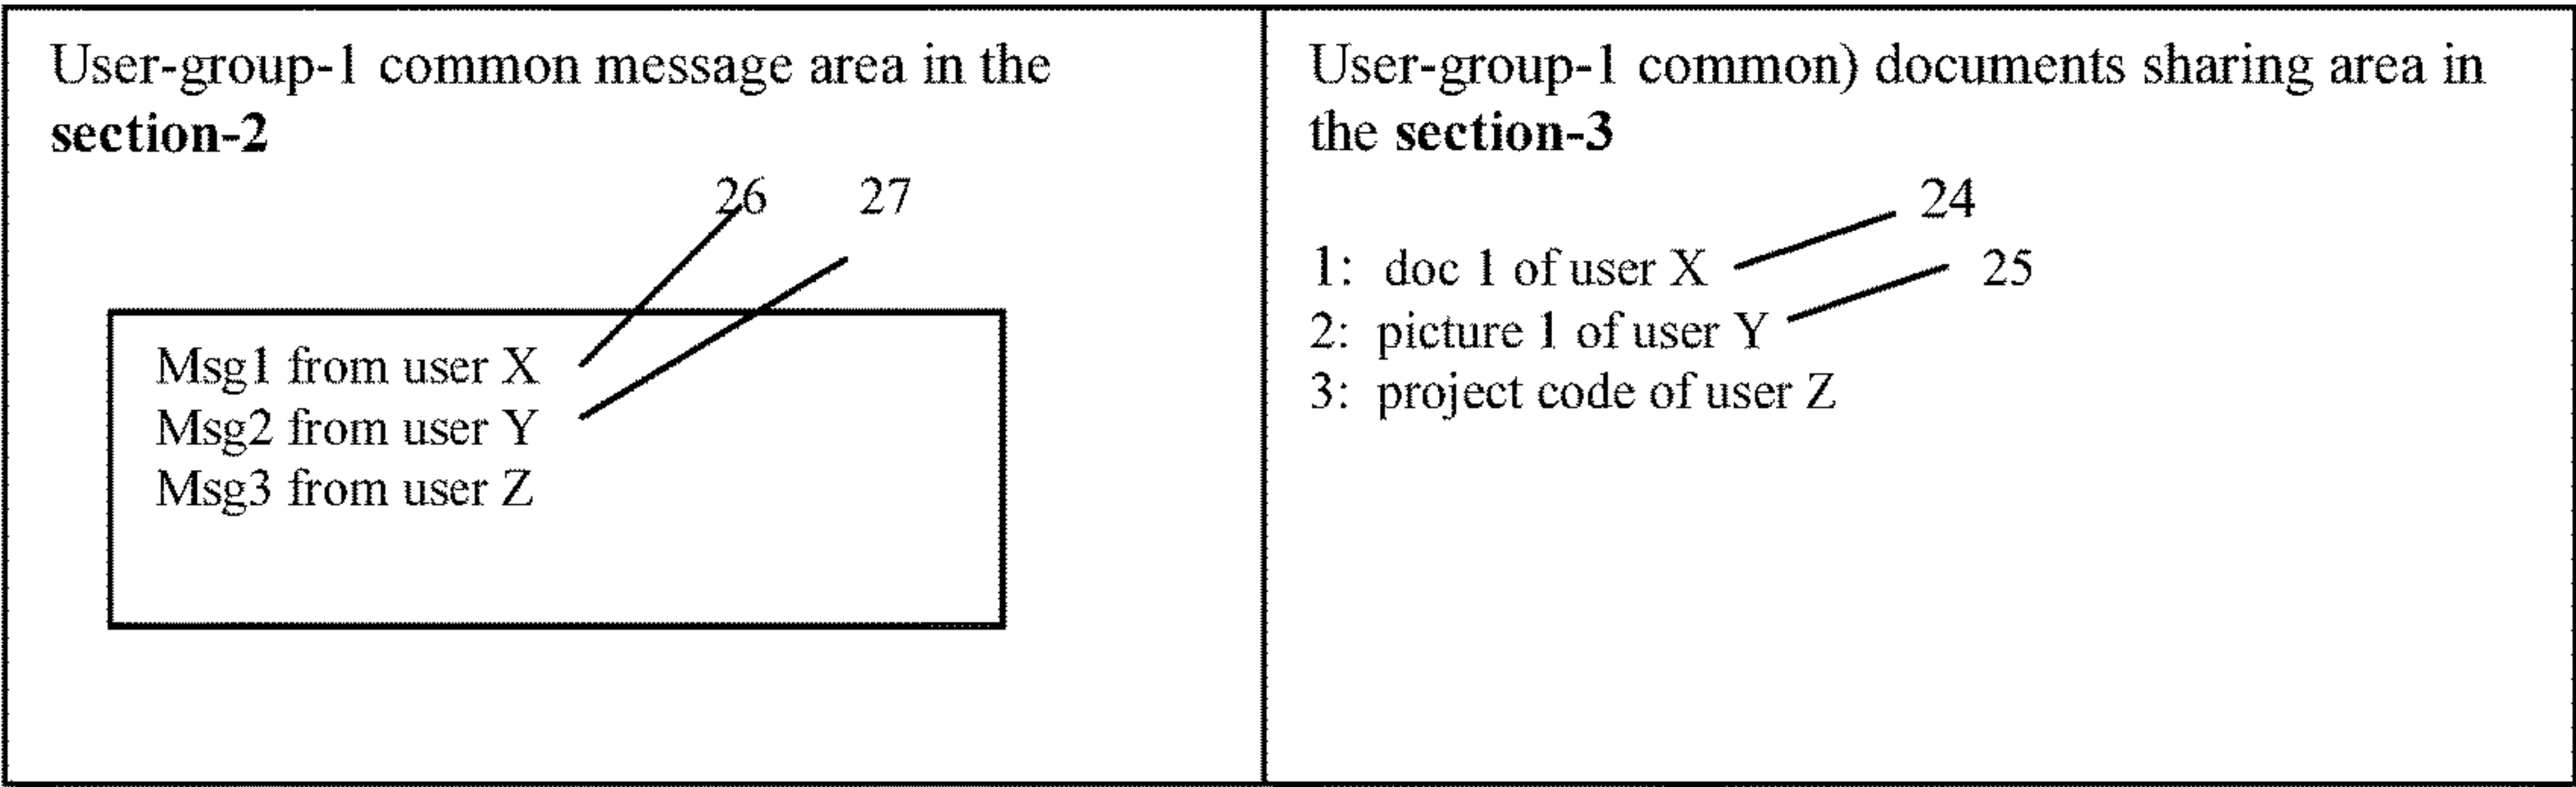 User-group-1 common message area in the
section-2
26 27
Msg1 from user X
Msg2 from user Y
Msg3 from user Z
User-group-1 common) documents sharing area in
the section-3
24
1: doc 1 of user X
25
2: picture 1 of user Y
3: project code of user Z